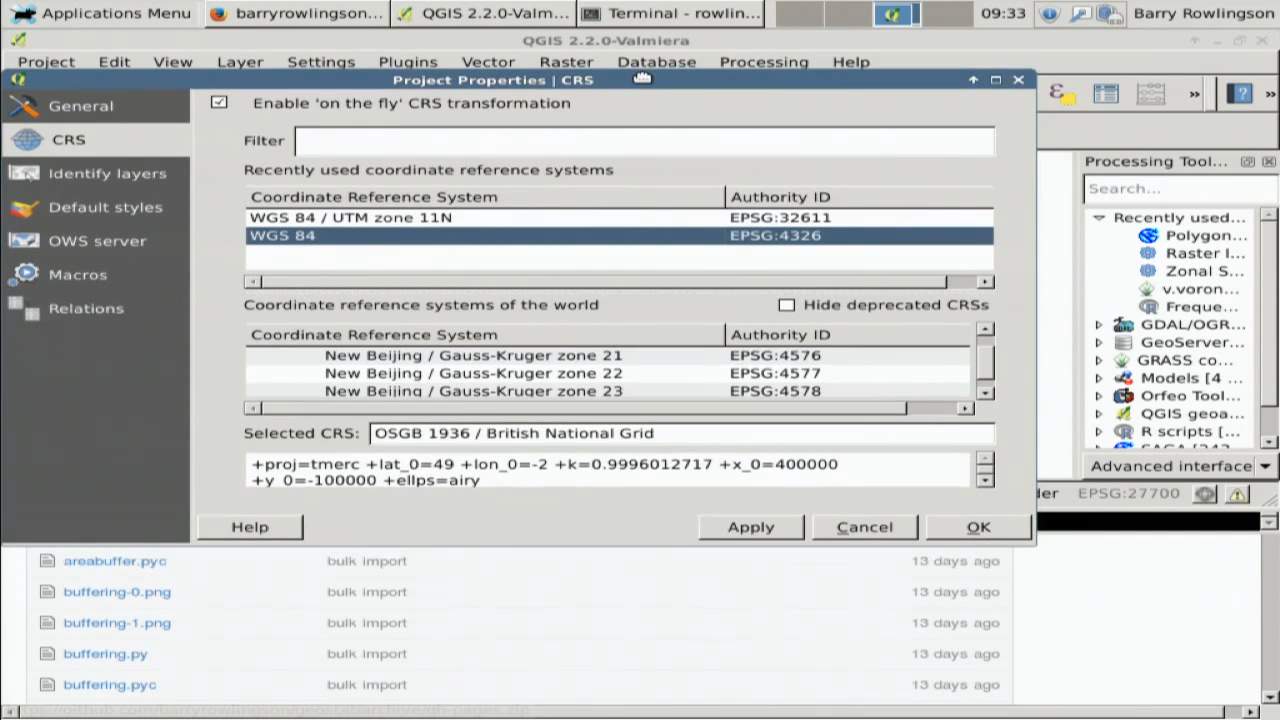 Applications Menu
barryrowlingson...
QGIS 2.2.0-Valm...
Terminal - rowlin...
09:33
Barry Rowlingson
QGIS 2.2.0-Valmiera
Project Edit View Layer Settings Plugins Vector Raster Database Processing Help
Project Properties | CRS
General
CRS
Identify layers
Default styles
OWS server
Macros
Relations
Enable 'on the fly' CRS transformation
Filter
Recently used coordinate reference systems
Coordinate Reference System Authority ID
WGS 84 / UTM zone 11N EPSG:32611
WGS 84 EPSG:4326
Coordinate reference systems of the world
Hide deprecated CRSs
Coordinate Reference System Authority ID
New Beijing / Gauss-Kruger zone 21 EPSG:4576
New Beijing / Gauss-Kruger zone 22 EPSG:4577
New Beijing / Gauss-Kruger zone 23 EPSG:4578
Selected CRS: OSGB 1936 / British National Grid
+proj=tmerc +lat_0=49 +lon_0=-2 +k=0.9996012717 +x_0=400000
+y_0=-100000 +ellps=airy
Help Apply Cancel OK
Processing Tool...
Search...
Recently used...
Polygon...
Raster l...
Zonal S...
v.voron...
Freque...
GDAL/OGR...
GeoServer...
GRASS co...
Models [4 ...
Orfeo Tool...
QGIS geoa...
R scripts [...
Advanced interface
der EPSG:27700
areabuffer.pyc bulk import 13 days ago
buffering-0.png bulk import 13 days ago
buffering-1.png bulk import 13 days ago
buffering.py bulk import 13 days ago
buffering.pyc bulk import 13 days ago